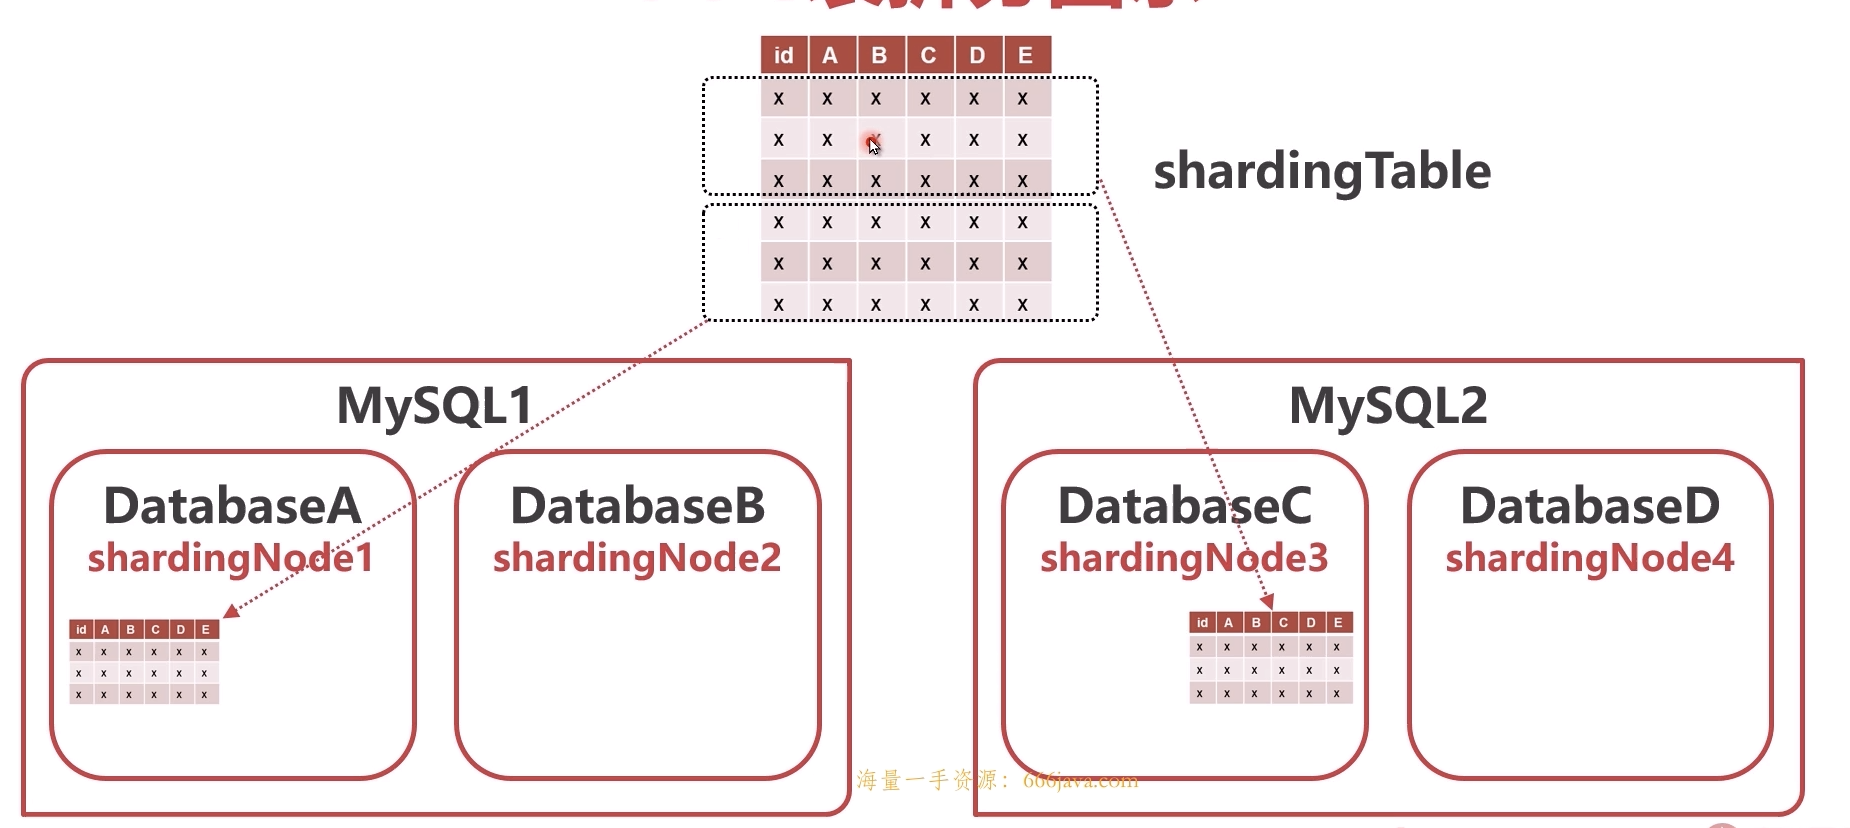 id A B C D E
x x x x x x
x x x x x
x x x x x x
x x x x x x
x x x x x x
x x x x x x
shardingTable
MySQL1
MySQL2
DatabaseA
shardingNode1
DatabaseB
shardingNode2
DatabaseC
shardingNode3
DatabaseD
shardingNode4
id A B C D E
x x x x x x
x x x x x x
x x x x x x
id A B C D E
x x x x x x
x x x x x x
x x x x x x
海量一手资源：666java.com